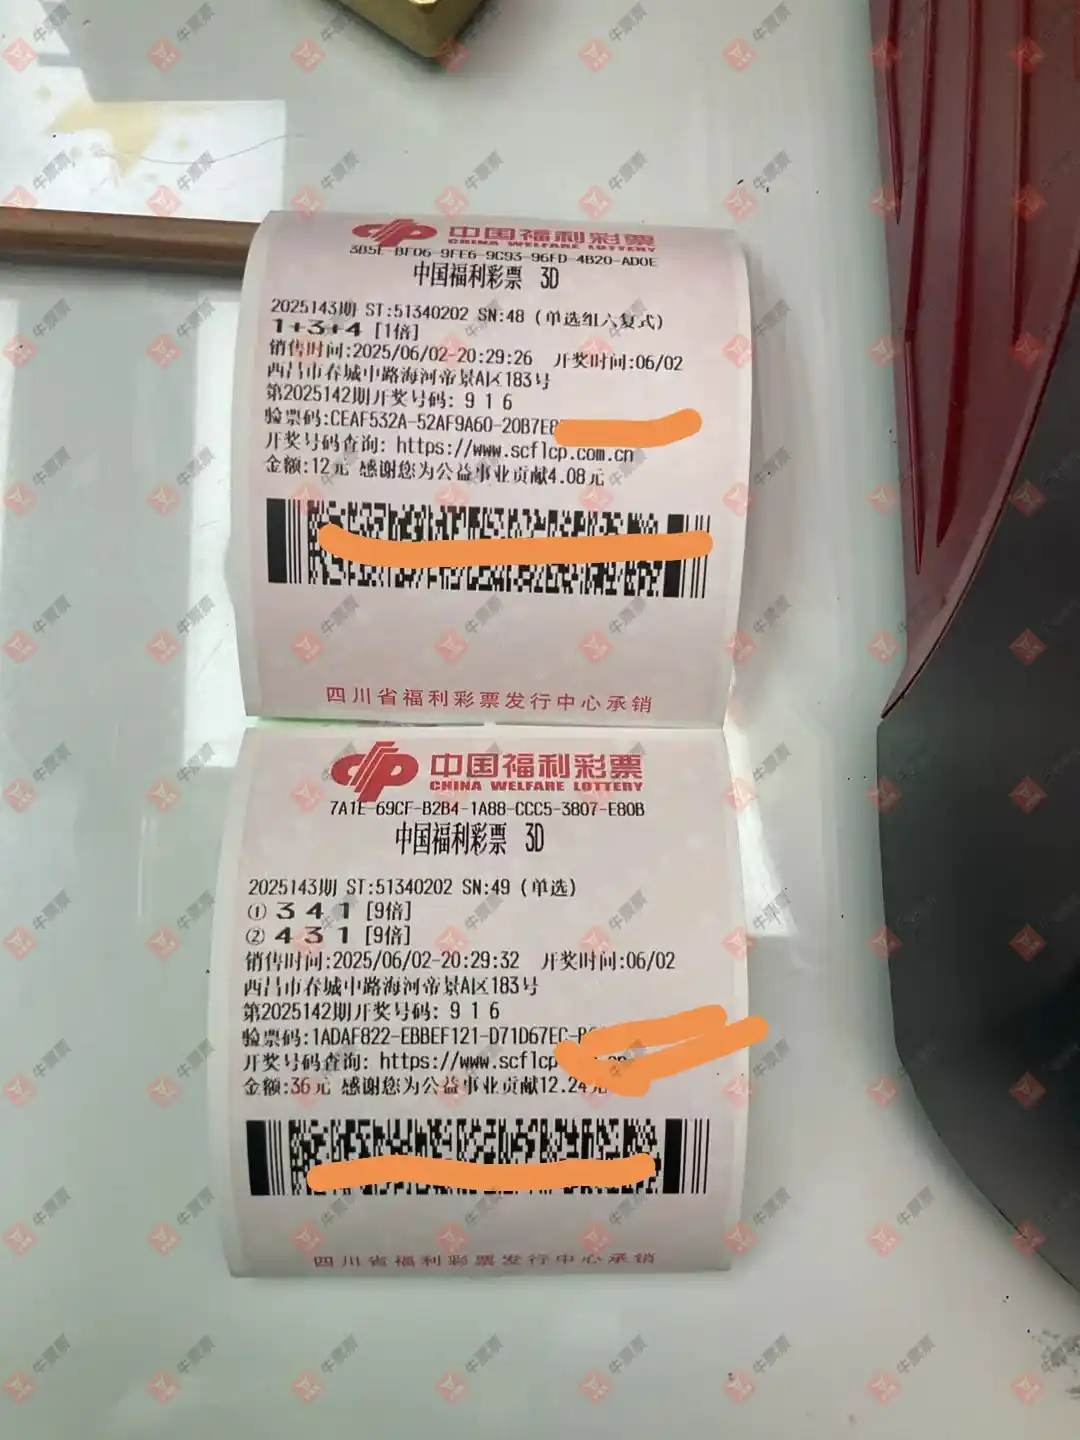 中国福利彩票
CHINA WELFARE LOTTERY
3B5E-BF06-9FE6-9C93-96FD-4B20-AD0E
中国福利彩票 3D
2025143期 ST:51340202 SN:48 (单选组六复式)
1+3+4 [1倍]
销售时间:2025/06/02-20:29:26 开奖时间:06/02
西昌市春城中路海河帝景A区183号
第2025142期开奖号码: 9 1 6
验票码:CEAF532A-52AF9A60-20B7E8
开奖号码查询: https://www.scflcp.com.cn
金额:12元 感谢您为公益事业贡献4.08元
四川省福利彩票发行中心承销
中国福利彩票
CHINA WELFARE LOTTERY
7A1E-69CF-B2B4-1A88-CCC5-3807-E80B
中国福利彩票 3D
2025143期 ST:51340202 SN:49 (单选)
① 3 4 1 [9倍]
② 4 3 1 [9倍]
销售时间:2025/06/02-20:29:32 开奖时间:06/02
西昌市春城中路海河帝景A区183号
第2025142期开奖号码: 9 1 6
验票码:1ADAF822-EBBEF121-D71D67EC-
开奖号码查询: https://www.scflcp
金额:36元 感谢您为公益事业贡献12.24元
四川省福利彩票发行中心承销
牛票票